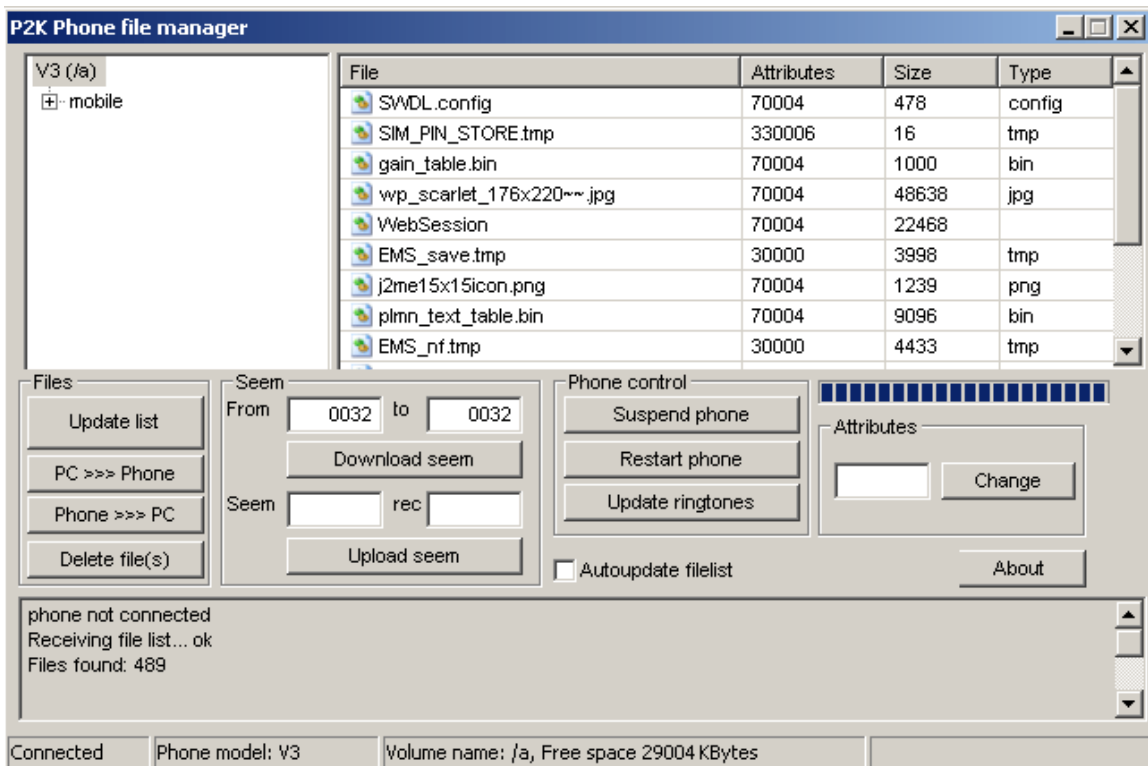 P2K Phone file manager
V3 (/a)
mobile
File Attributes Size Type
SWDL.config 70004 478 config
SIM_PIN_STORE.tmp 330006 16 tmp
gain_table.bin 70004 1000 bin
wp_scarlet_176x220~~.jpg 70004 48638 jpg
WebSession 70004 22468
EMS_save.tmp 30000 3998 tmp
j2me15x15icon.png 70004 1239 png
plmn_text_table.bin 70004 9096 bin
EMS_nf.tmp 30000 4433 tmp
Files
Update list
PC >>> Phone
Phone >>> PC
Delete file(s)
Seem
From 0032 to 0032
Download seem
Seem rec
Upload seem
Phone control
Suspend phone
Restart phone
Update ringtones
Autoupdate filelist
Attributes
Change
About
phone not connected
Receiving file list... ok
Files found: 489
Connected Phone model: V3 Volume name: /a, Free space 29004 KBytes